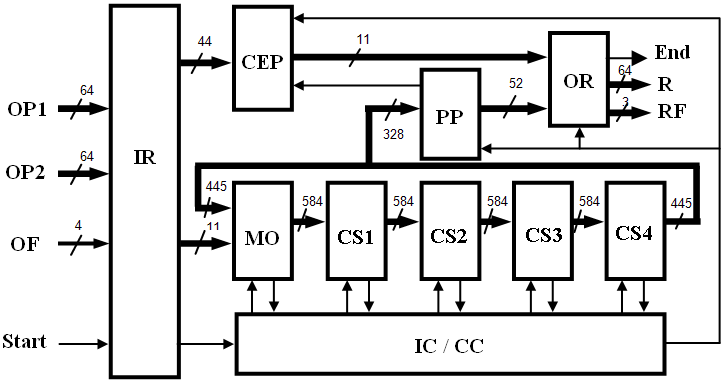 44
CEP
11
End
64
R
3
RF
OR
52
PP
328
64
OP1
IR
64
OP2
445
584
584
584
584
445
4
OF
11
MO
CS1
CS2
CS3
CS4
Start
IC / CC